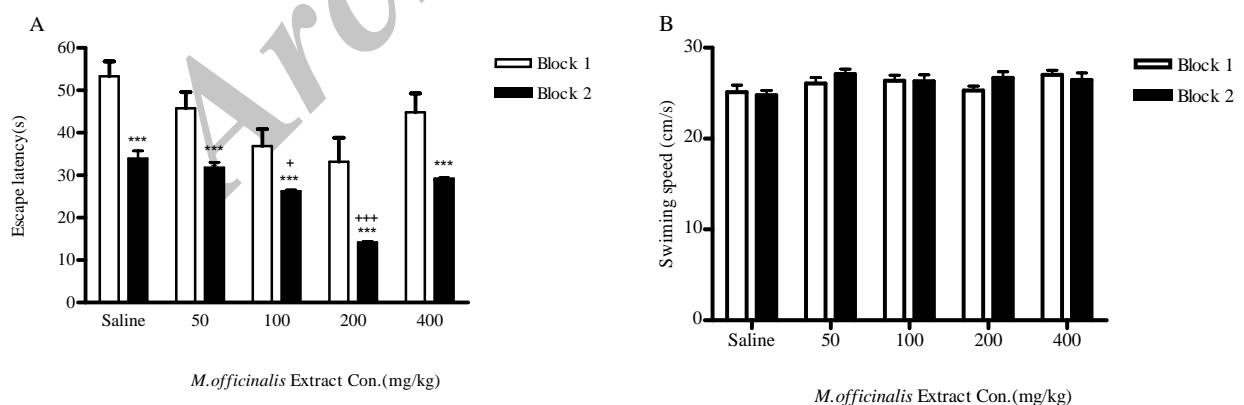 A
60
50
40
30
20
10
0
Escape latency(s)
***
***
+
***
+++
***
***
Saline 50 100 200 400
M.officinalis Extract Con.(mg/kg)
Block 1
Block 2
B
30
20
10
0
Swiming speed (cm/s)
Saline 50 100 200 400
M.officinalis Extract Con.(mg/kg)
Block 1
Block 2